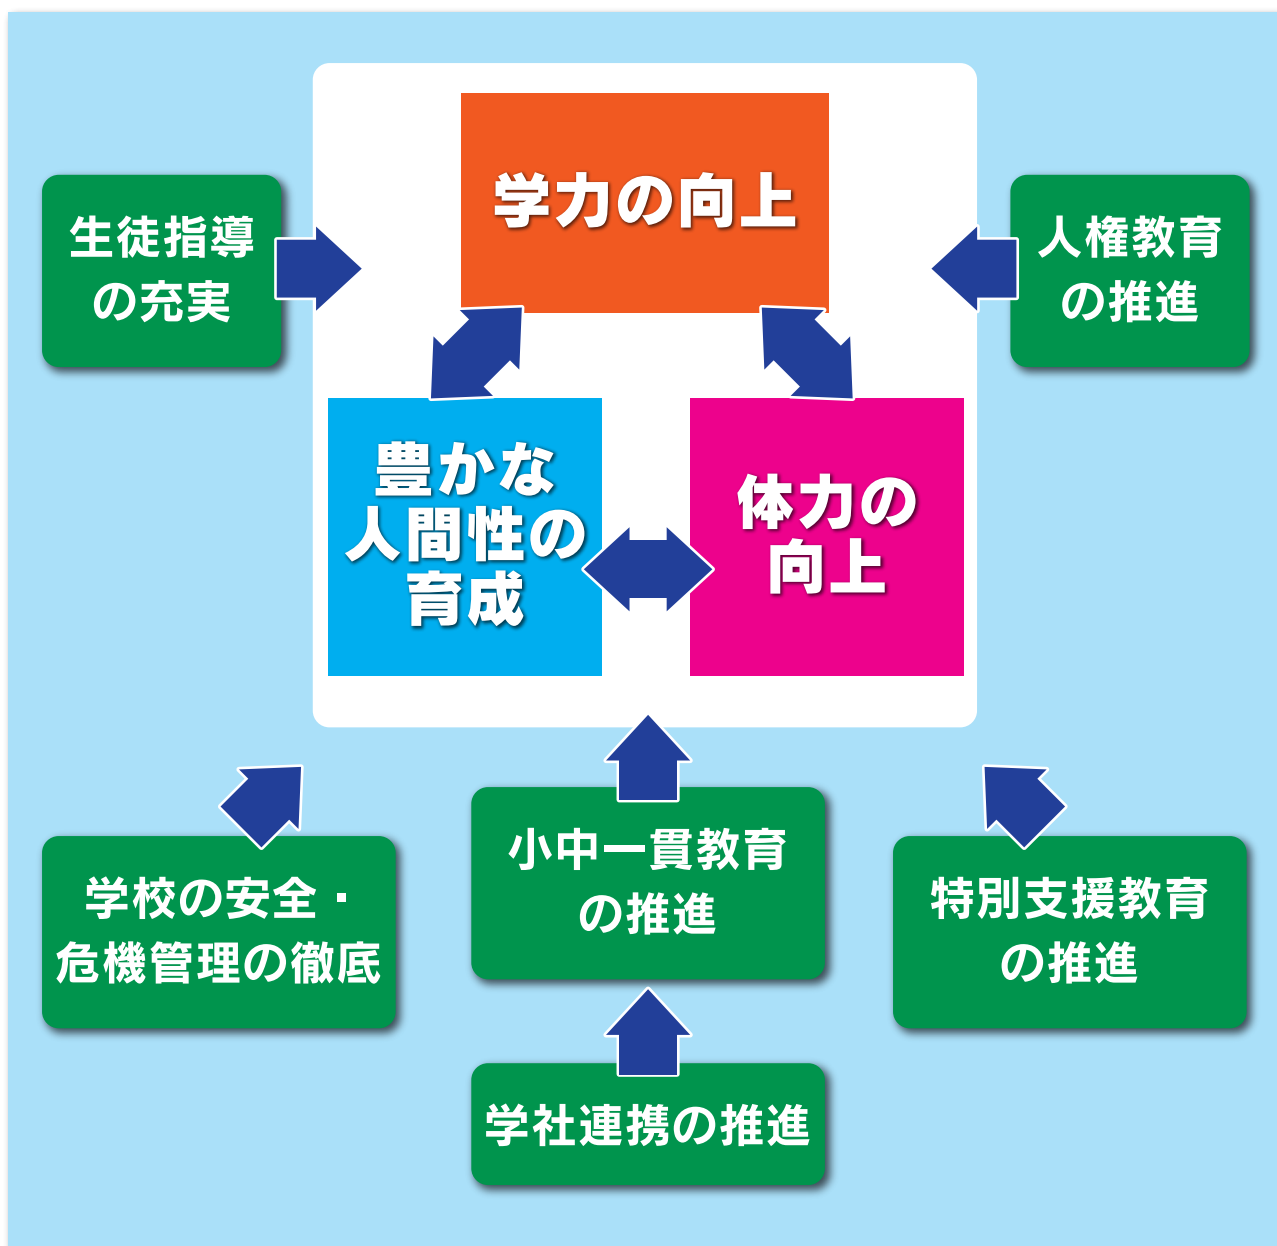 学力の向上
生徒指導
の充実
人権教育
の推進
豊かな
人間性の
育成
体力の
向上
学校の安全・
危機管理の徹底
小中一貫教育
の推進
特別支援教育
の推進
学社連携の推進